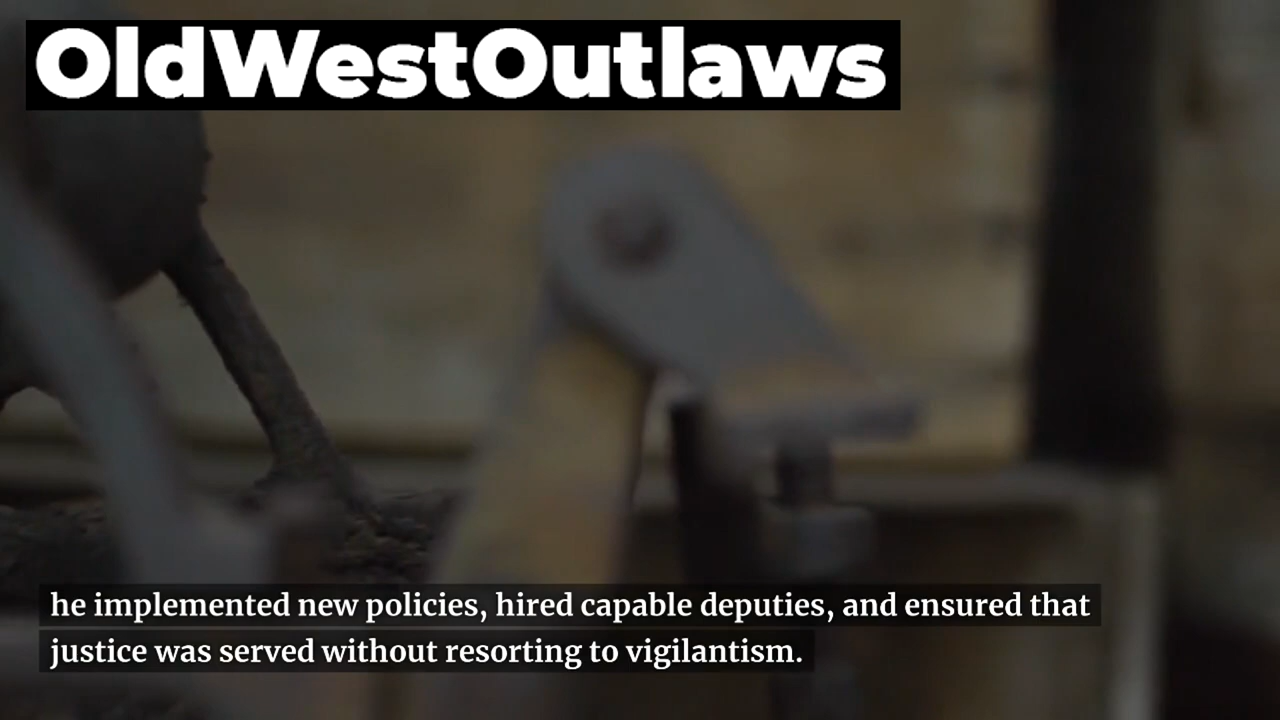 OldWestOutlaws
he implemented new policies, hired capable deputies, and ensured that
justice was served without resorting to vigilantism.